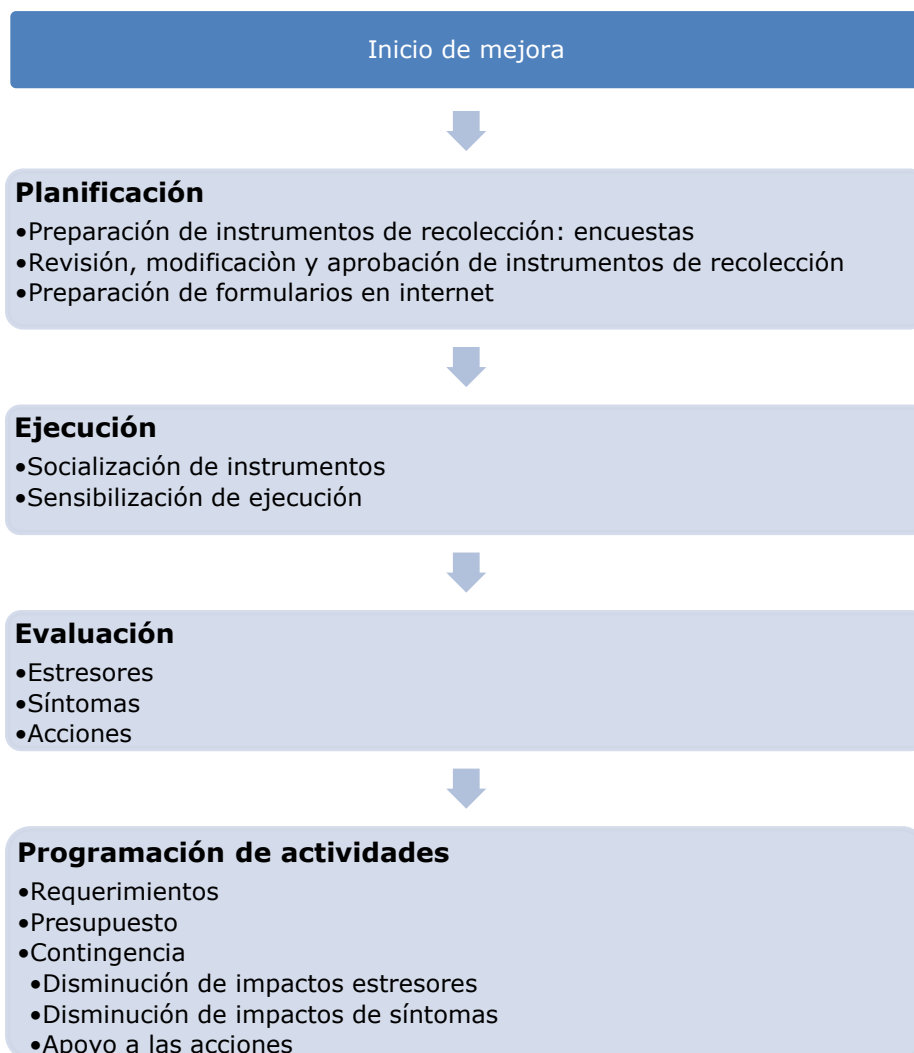 Inicio de mejora
Planificación
•Preparación de instrumentos de recolección: encuestas
•Revisión, modificaciòn y aprobación de instrumentos de recolección
•Preparación de formularios en internet
Ejecución
•Socialización de instrumentos
•Sensibilización de ejecución
Evaluación
•Estresores
•Síntomas
•Acciones
Programación de actividades
•Requerimientos
•Presupuesto
•Contingencia
•Disminución de impactos estresores
•Disminución de impactos de síntomas
•Apoyo a las acciones